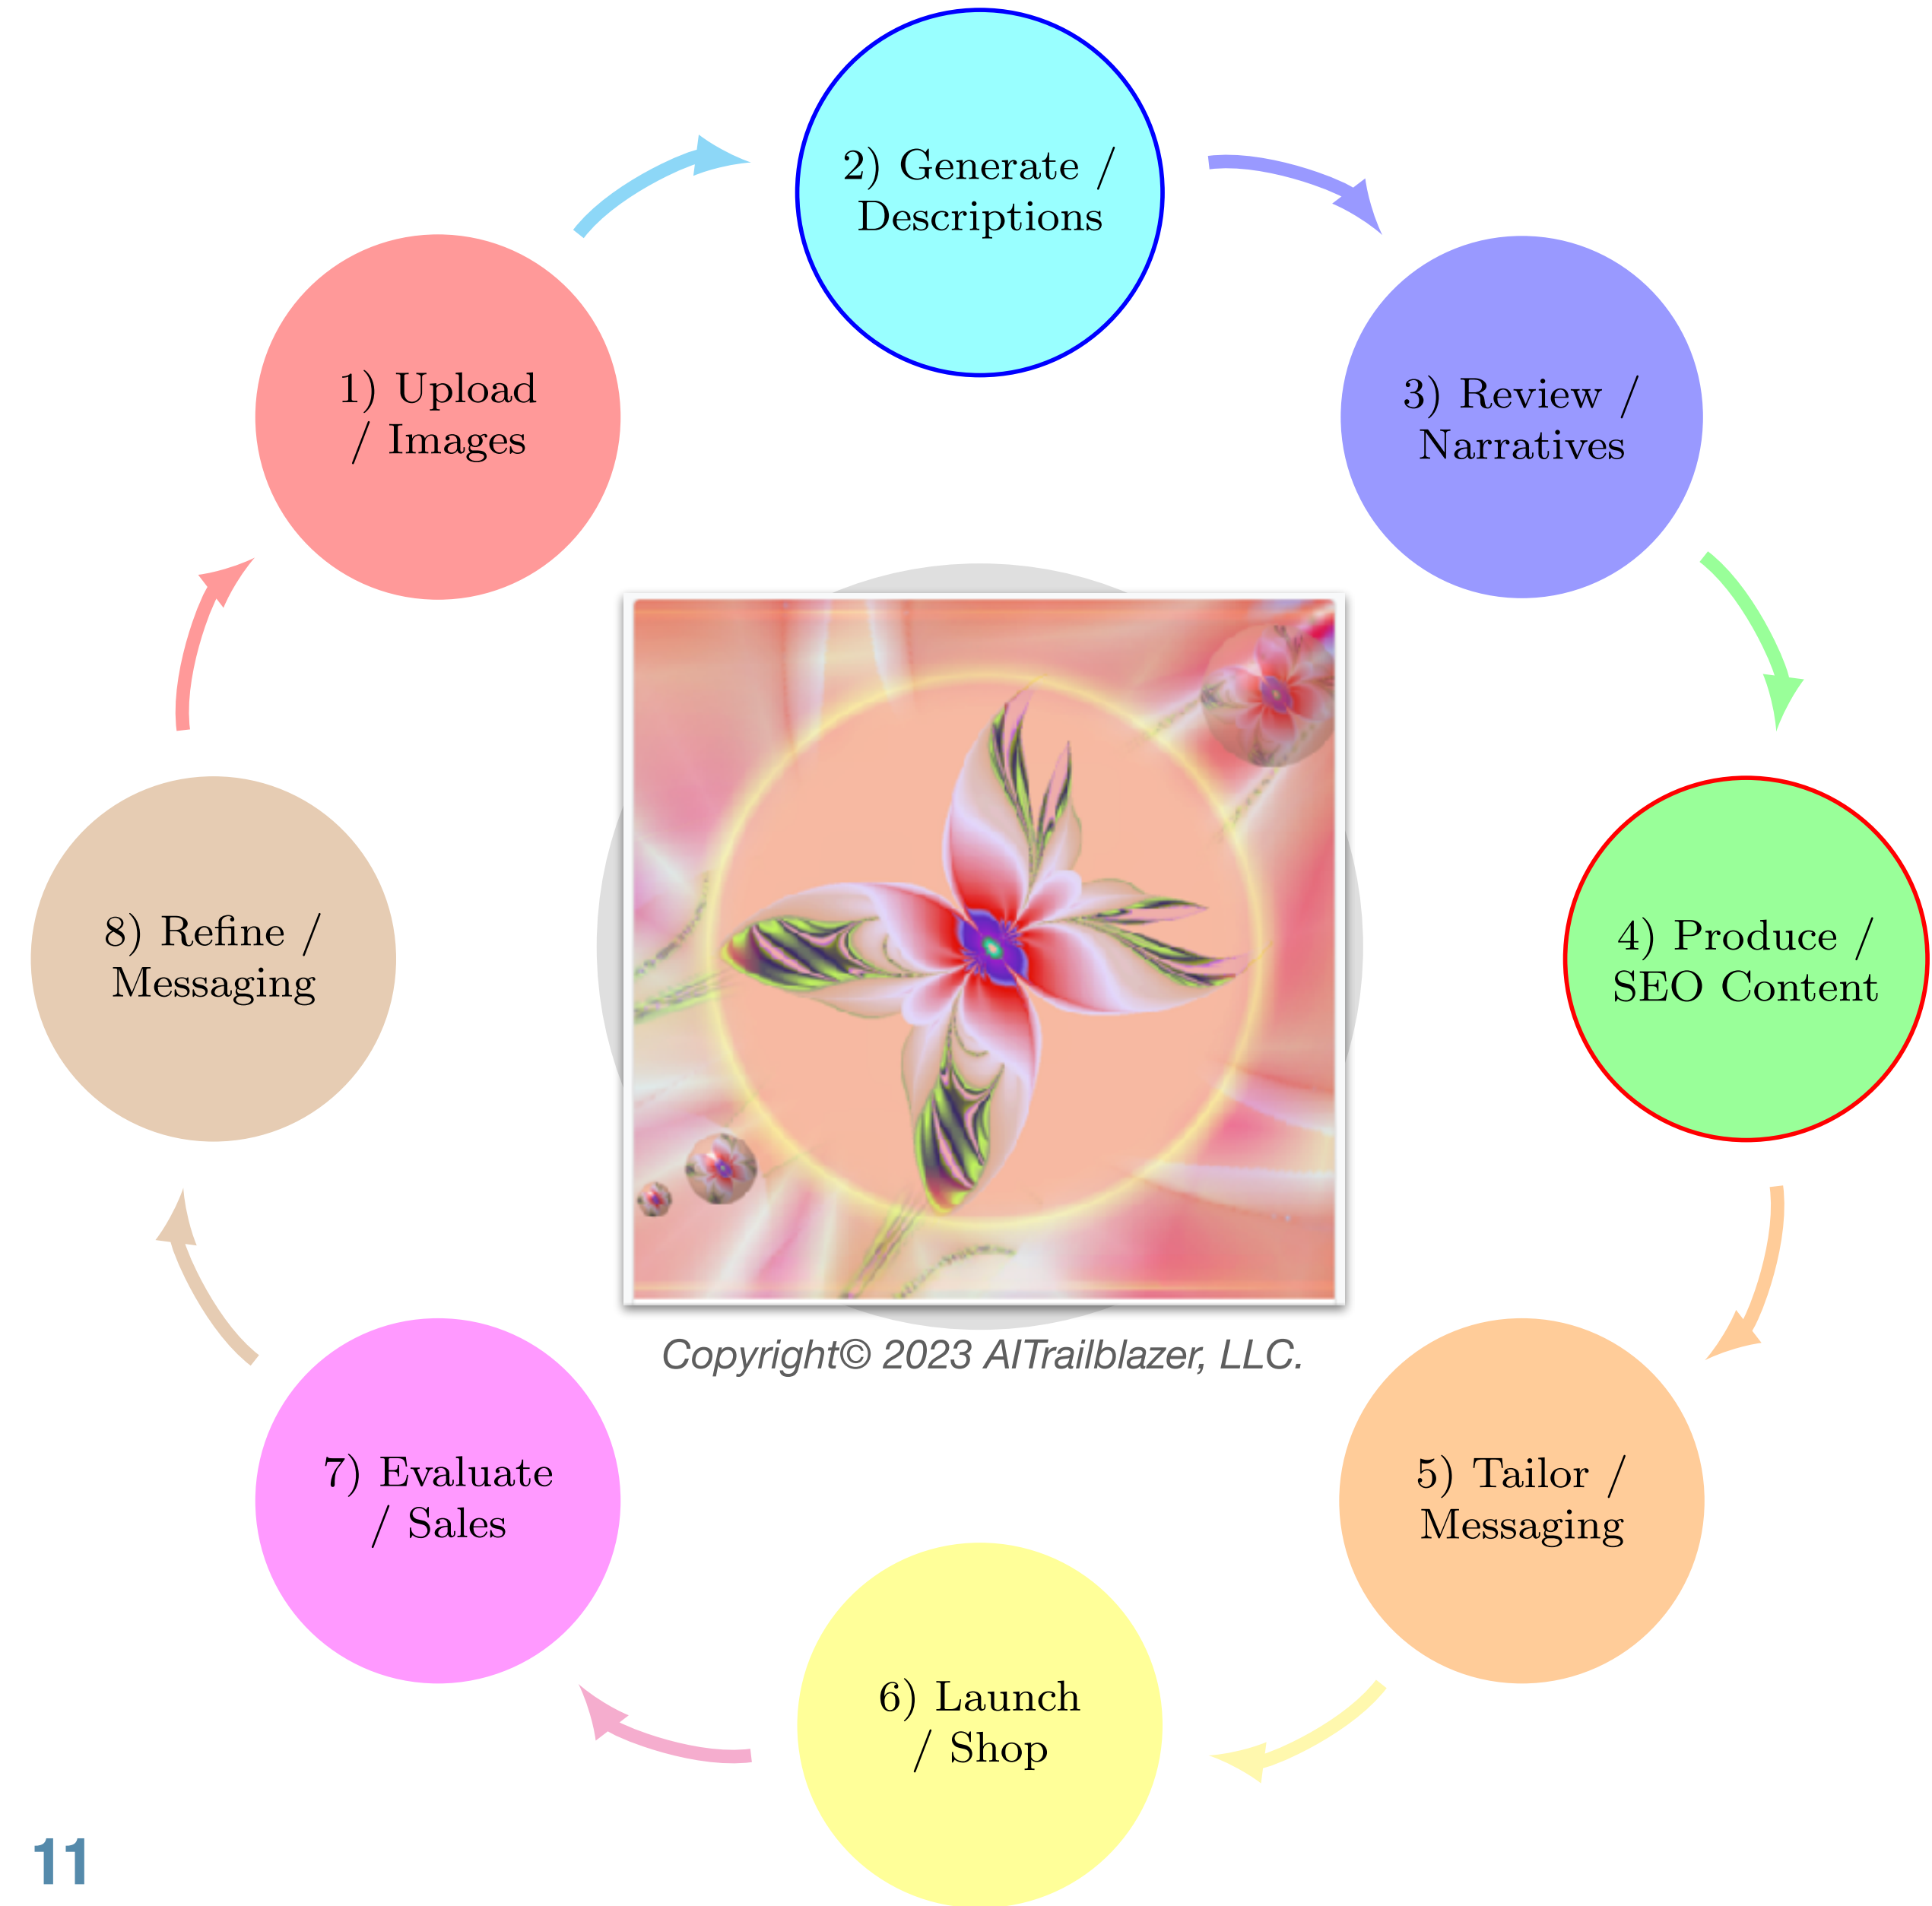 1) Upload
/ Images
2) Generate /
Descriptions
3) Review /
Narratives
4) Produce /
SEO Content
5) Tailor /
Messaging
6) Launch
/ Shop
7) Evaluate
/ Sales
8) Refine /
Messaging
Copyright© 2023 AITrailblazer, LLC.
11